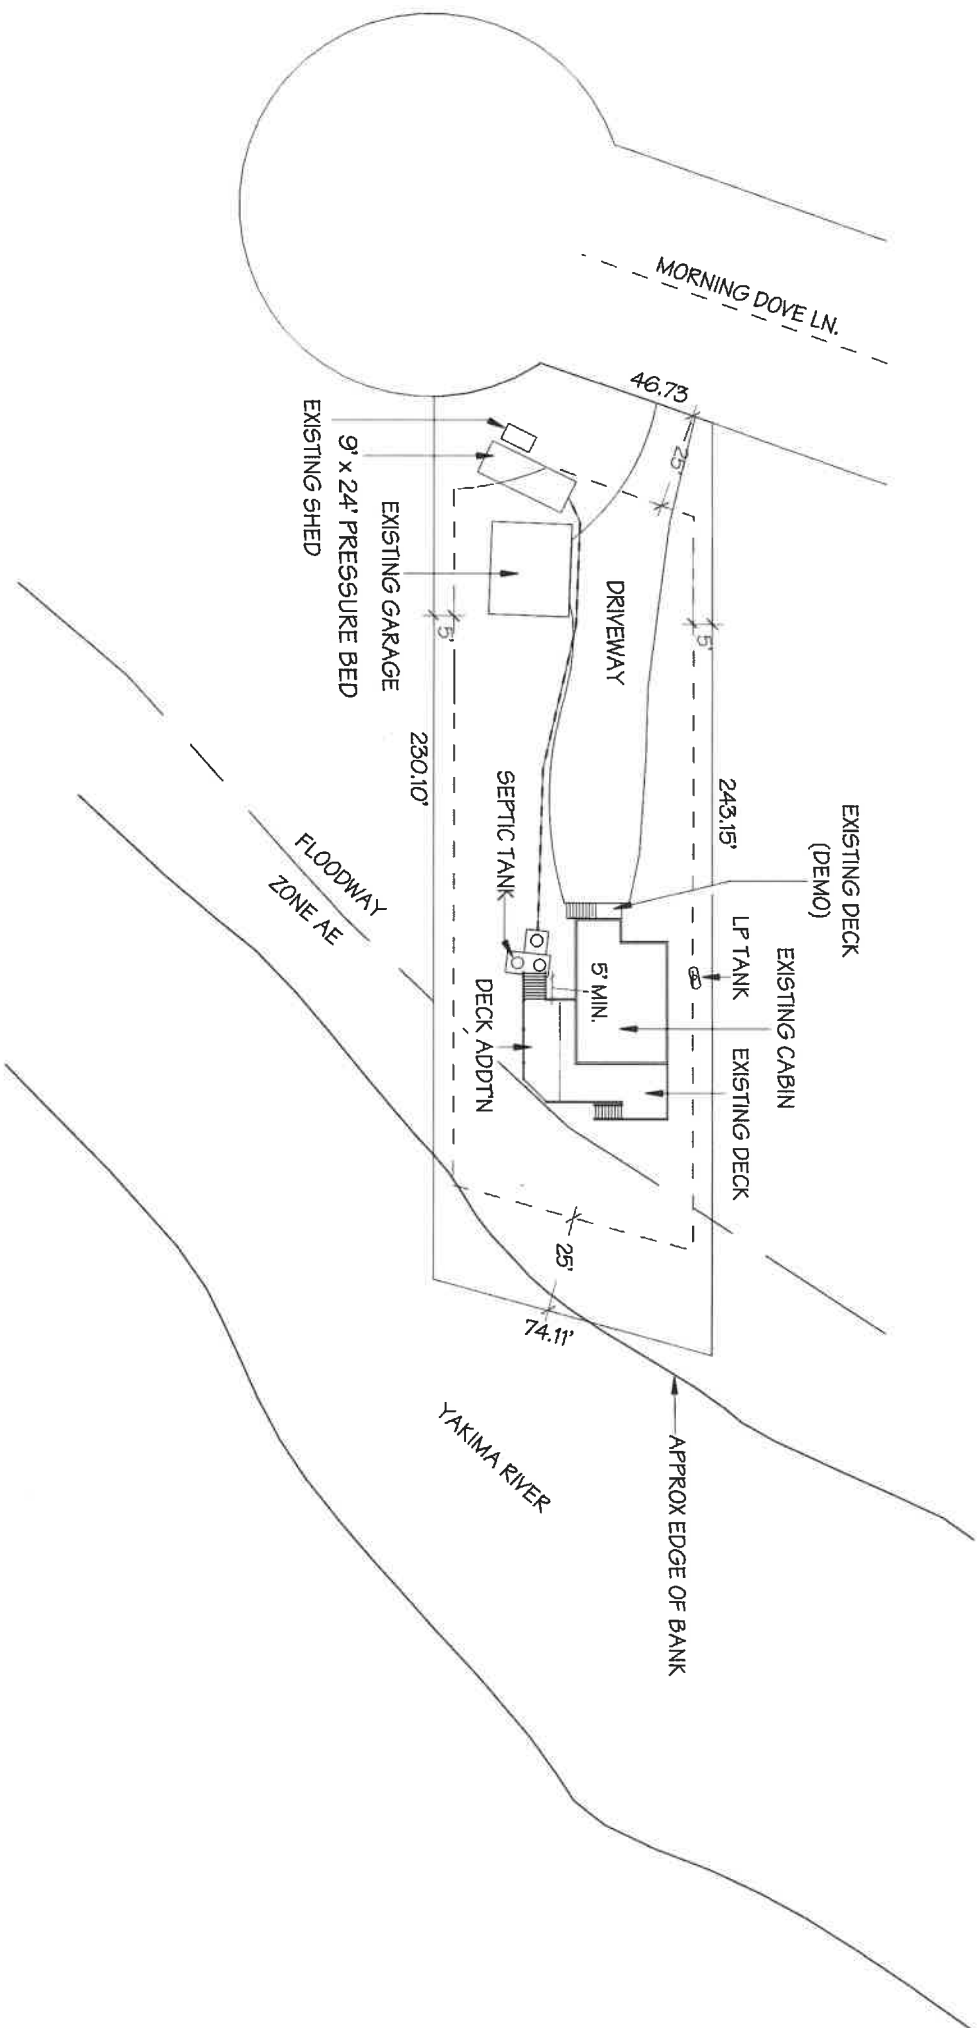 MORNING DOVE LN.
46.73
25'
5'
EXISTING SHED
9' x 24' PRESSURE BED
EXISTING GARAGE
5'
DRIVEWAY
230.10'
243.15'
SEPTIC TANK
EXISTING DECK
(DEMO)
LP TANK
EXISTING CABIN
EXISTING DECK
5' MIN.
DECK ADDT'N
FLOODWAY
ZONE AE
25'
74.11'
YAKIMA RIVER
APPROX EDGE OF BANK